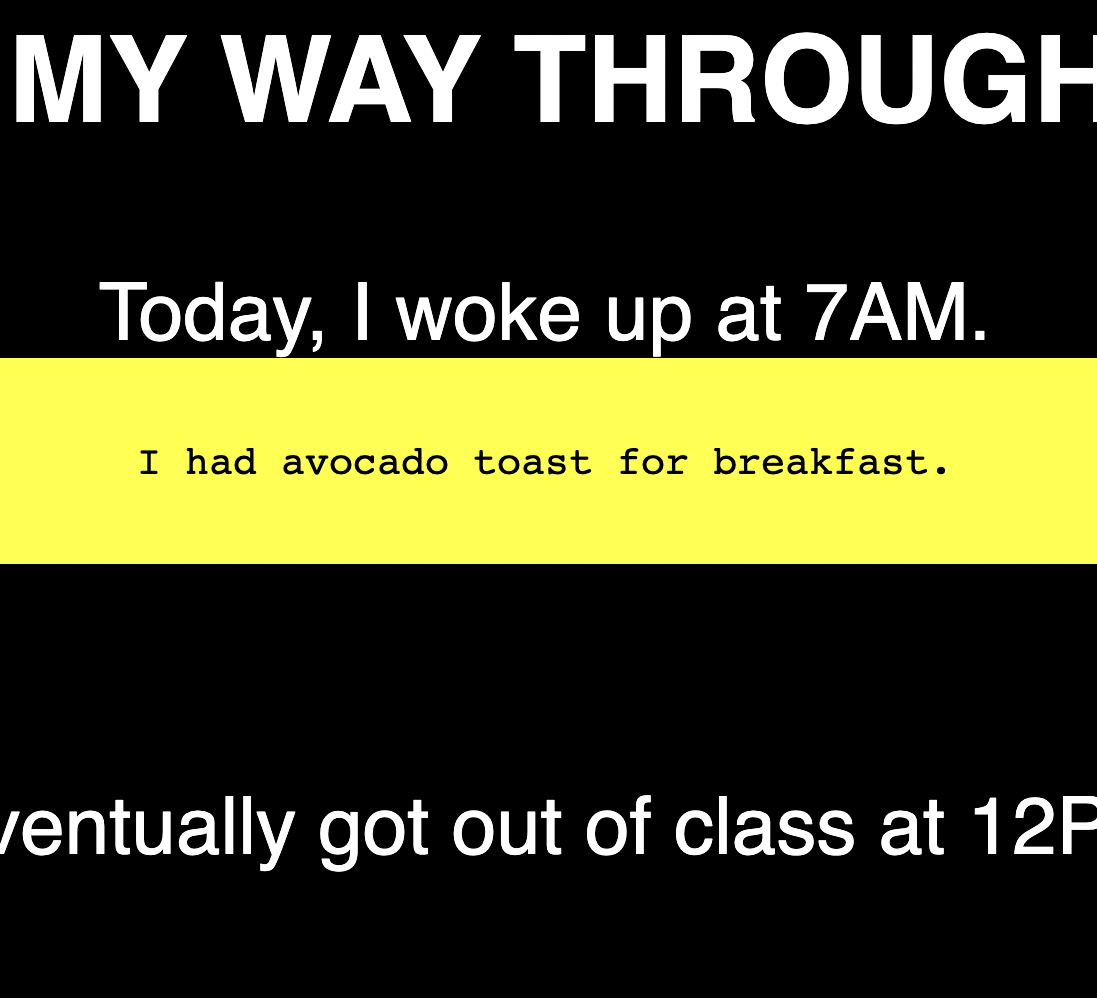 MY WAY THROUGH
Today, I woke up at 7AM.
I had avocado toast for breakfast.
ventually got out of class at 12P